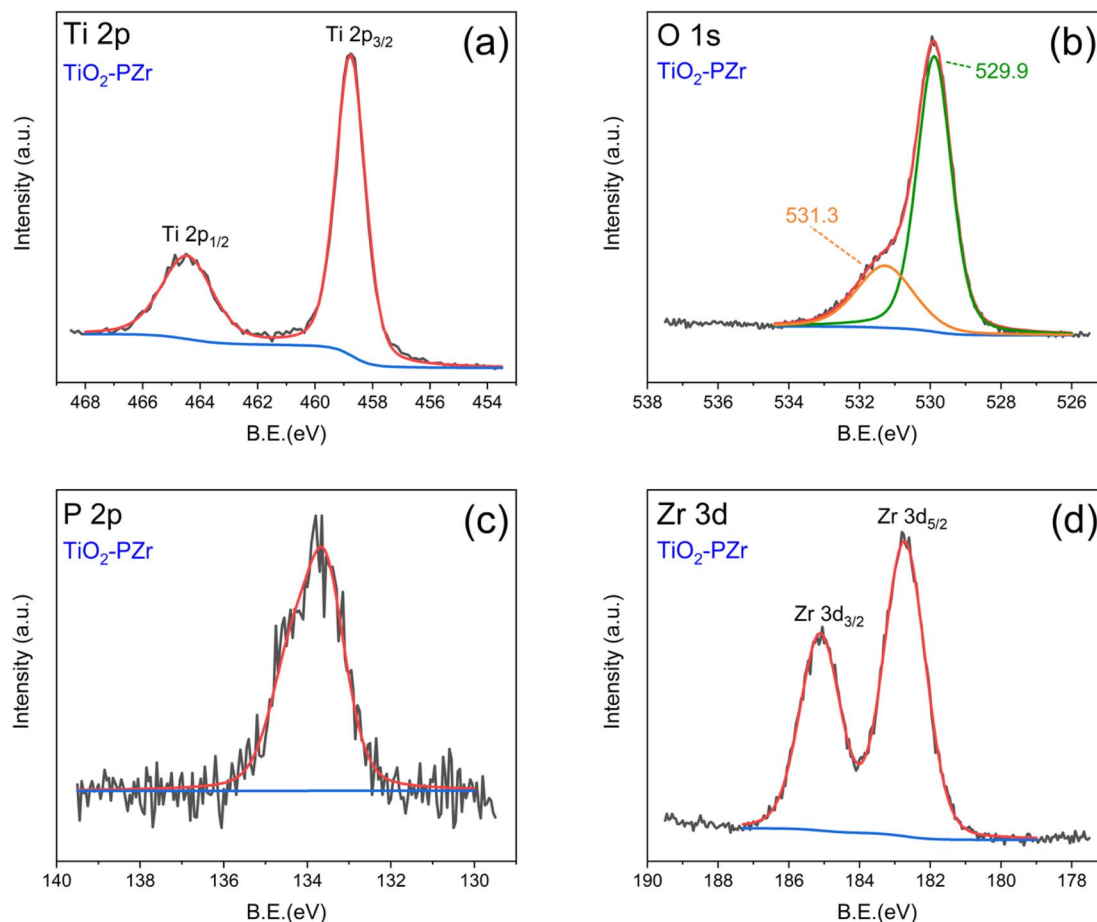 Ti 2p
TiO₂-PZr
Ti 2p₃/₂
(a)
Ti 2p₁/₂
Intensity (a.u.)
468 466 464 462 460 458 456 454
B.E.(eV)
O 1s
TiO₂-PZr
(b)
529.9
531.3
Intensity (a.u.)
538 536 534 532 530 528 526
B.E.(eV)
P 2p
TiO₂-PZr
(c)
Intensity (a.u.)
140 138 136 134 132 130
B.E.(eV)
Zr 3d
TiO₂-PZr
Zr 3d₅/₂
(d)
Zr 3d₃/₂
Intensity (a.u.)
190 188 186 184 182 180 178
B.E.(eV)